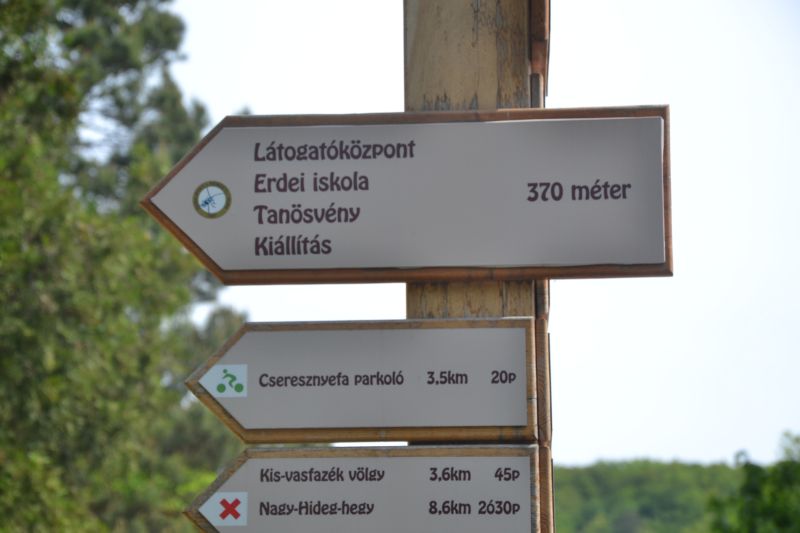 Látogatóközpont
Erdei iskola
Tanösvény
Kiállítás
370 méter
Cseresznyefa parkoló 3,5km 20p
Kis-vasfazék völgy 3,6km 45p
Nagy-Hideg-hegy 8,6km 2ó30p